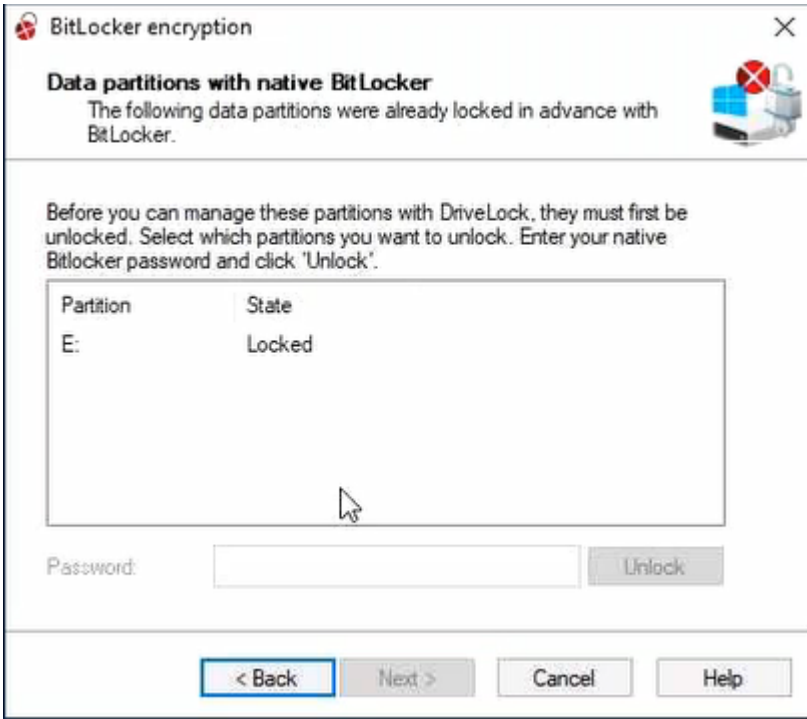 BitLocker encryption
Data partitions with native BitLocker
The following data partitions were already locked in advance with
BitLocker.
Before you can manage these partitions with DriveLock, they must first be
unlocked. Select which partitions you want to unlock. Enter your native
Bitlocker password and click 'Unlock'.
Partition State
E: Locked
Password: Unlock
< Back Next > Cancel Help